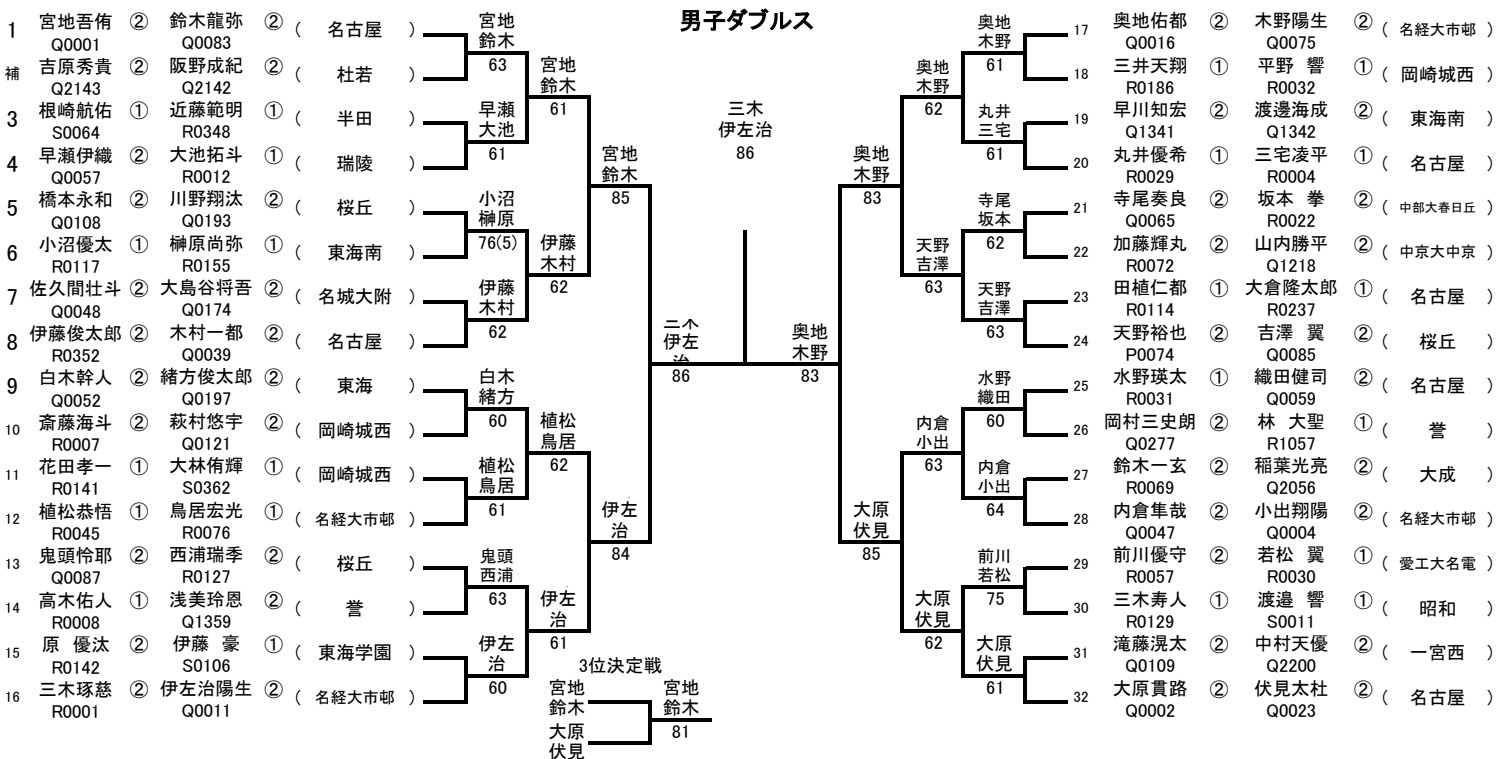 男子ダブルス
1 宮地吾侑 ② 鈴木龍弥 ② ( 名古屋 )
Q0001 Q0083
補 吉原秀貴 ② 阪野成紀 ② ( 杜若 )
Q2143 Q2142
3 根崎航佑 ① 近藤範明 ① ( 半田 )
S0064 R0348
4 早瀬伊織 ② 大池拓斗 ① ( 瑞陵 )
Q0057 R0012
5 橋本永和 ② 川野翔汰 ② ( 桜丘 )
Q0108 Q0193
6 小沼優太 ① 榊原尚弥 ① ( 東海南 )
R0117 R0155
7 佐久間壮斗 ② 大島谷将吾 ② ( 名城大附 )
Q0048 Q0174
8 伊藤俊太郎 ② 木村一都 ② ( 名古屋 )
R0352 Q0039
9 白木幹人 ② 緒方俊太郎 ② ( 東海 )
Q0052 Q0197
10 斎藤海斗 ② 萩村悠宇 ② ( 岡崎城西 )
R0007 Q0121
11 花田孝一 ① 大林侑輝 ① ( 岡崎城西 )
R0141 S0362
12 植松恭悟 ① 鳥居宏光 ① ( 名経大市邨 )
R0045 R0076
13 鬼頭怜耶 ② 西浦瑞季 ② ( 桜丘 )
Q0087 R0127
14 高木佑人 ① 浅美玲恩 ② ( 誉 )
R0008 Q1359
15 原 優汰 ② 伊藤 豪 ① ( 東海学園 )
R0142 S0106
16 三木琢慈 ② 伊左治陽生 ② ( 名経大市邨 )
R0001 Q0011
宮地
鈴木
63
早瀬
大池
61
小沼
榊原
76(5)
伊藤
木村
62
白木
緒方
60
植松
鳥居
61
鬼頭
西浦
63
伊左
治
60
宮地
鈴木
61
伊藤
木村
62
植松
鳥居
62
伊左
治
61
宮地
鈴木
85
伊左
治
84
三木
伊左
治
86
三木
伊左治
86
奥地
木野
83
奥地
木野
83
大原
伏見
85
奥地
木野
62
天野
吉澤
63
内倉
小出
63
大原
伏見
62
奥地
木野
61
丸井
三宅
61
寺尾
坂本
62
天野
吉澤
63
水野
織田
60
内倉
小出
64
前川
若松
75
大原
伏見
61
17 奥地佑都 ② 木野陽生 ② ( 名経大市邨 )
Q0016 Q0075
18 三井天翔 ① 平野 響 ① ( 岡崎城西 )
R0186 R0032
19 早川知宏 ② 渡邊海成 ② ( 東海南 )
Q1341 Q1342
20 丸井優希 ① 三宅凌平 ① ( 名古屋 )
R0029 R0004
21 寺尾奏良 ② 坂本 拳 ② ( 中部大春日丘 )
Q0065 R0022
22 加藤輝丸 ② 山内勝平 ② ( 中京大中京 )
R0072 Q1218
23 田植仁都 ① 大倉隆太郎 ① ( 名古屋 )
R0114 R0237
24 天野裕也 ② 吉澤 翼 ② ( 桜丘 )
P0074 Q0085
25 水野瑛太 ① 織田健司 ② ( 名古屋 )
R0031 Q0059
26 岡村三史朗 ② 林 大聖 ① ( 誉 )
Q0277 R1057
27 鈴木一玄 ② 稲葉光亮 ② ( 大成 )
R0069 Q2056
28 内倉隼哉 ② 小出翔陽 ② ( 名経大市邨 )
Q0047 Q0004
29 前川優守 ② 若松 翼 ① ( 愛工大名電 )
R0057 R0030
30 三木寿人 ① 渡邉 響 ① ( 昭和 )
R0129 S0011
31 滝藤滉太 ② 中村天優 ② ( 一宮西 )
Q0109 Q2200
32 大原貫路 ② 伏見太杜 ② ( 名古屋 )
Q0002 Q0023
3位決定戦
宮地
鈴木
大原
伏見
宮地
鈴木
81